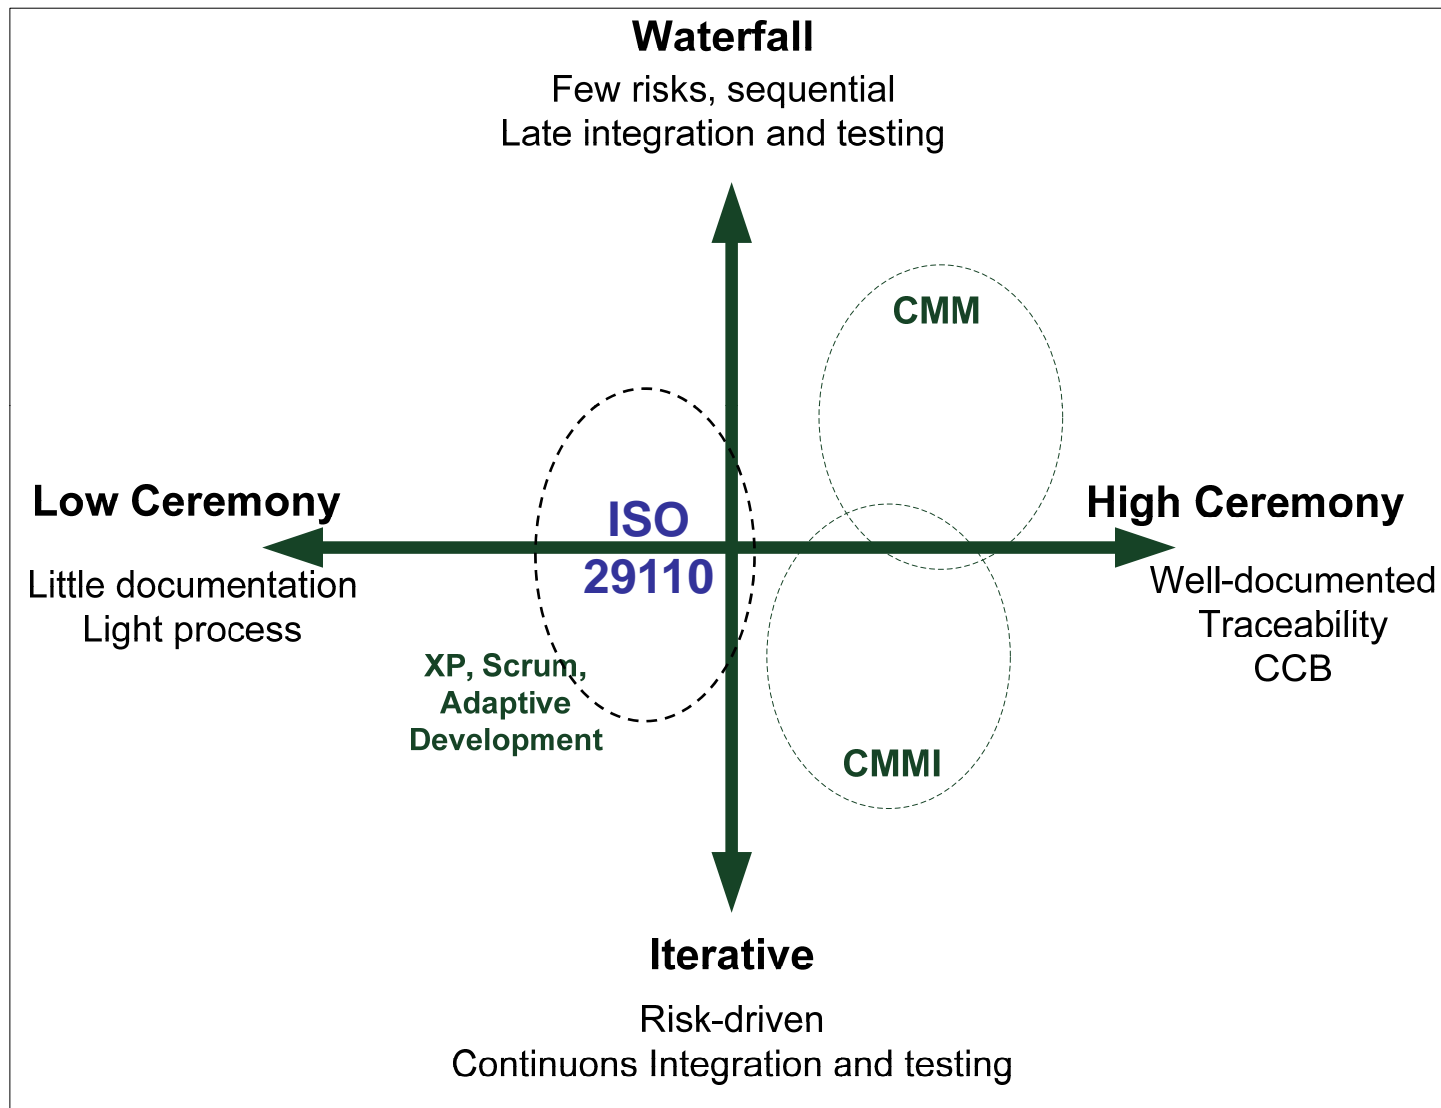 Waterfall
Few risks, sequential
Late integration and testing
CMM
Low Ceremony
High Ceremony
ISO
29110
Little documentation
Light process
Well-documented
Traceability
CCB
XP, Scrum,
Adaptive
Development
CMMI
Iterative
Risk-driven
Continuons Integration and testing